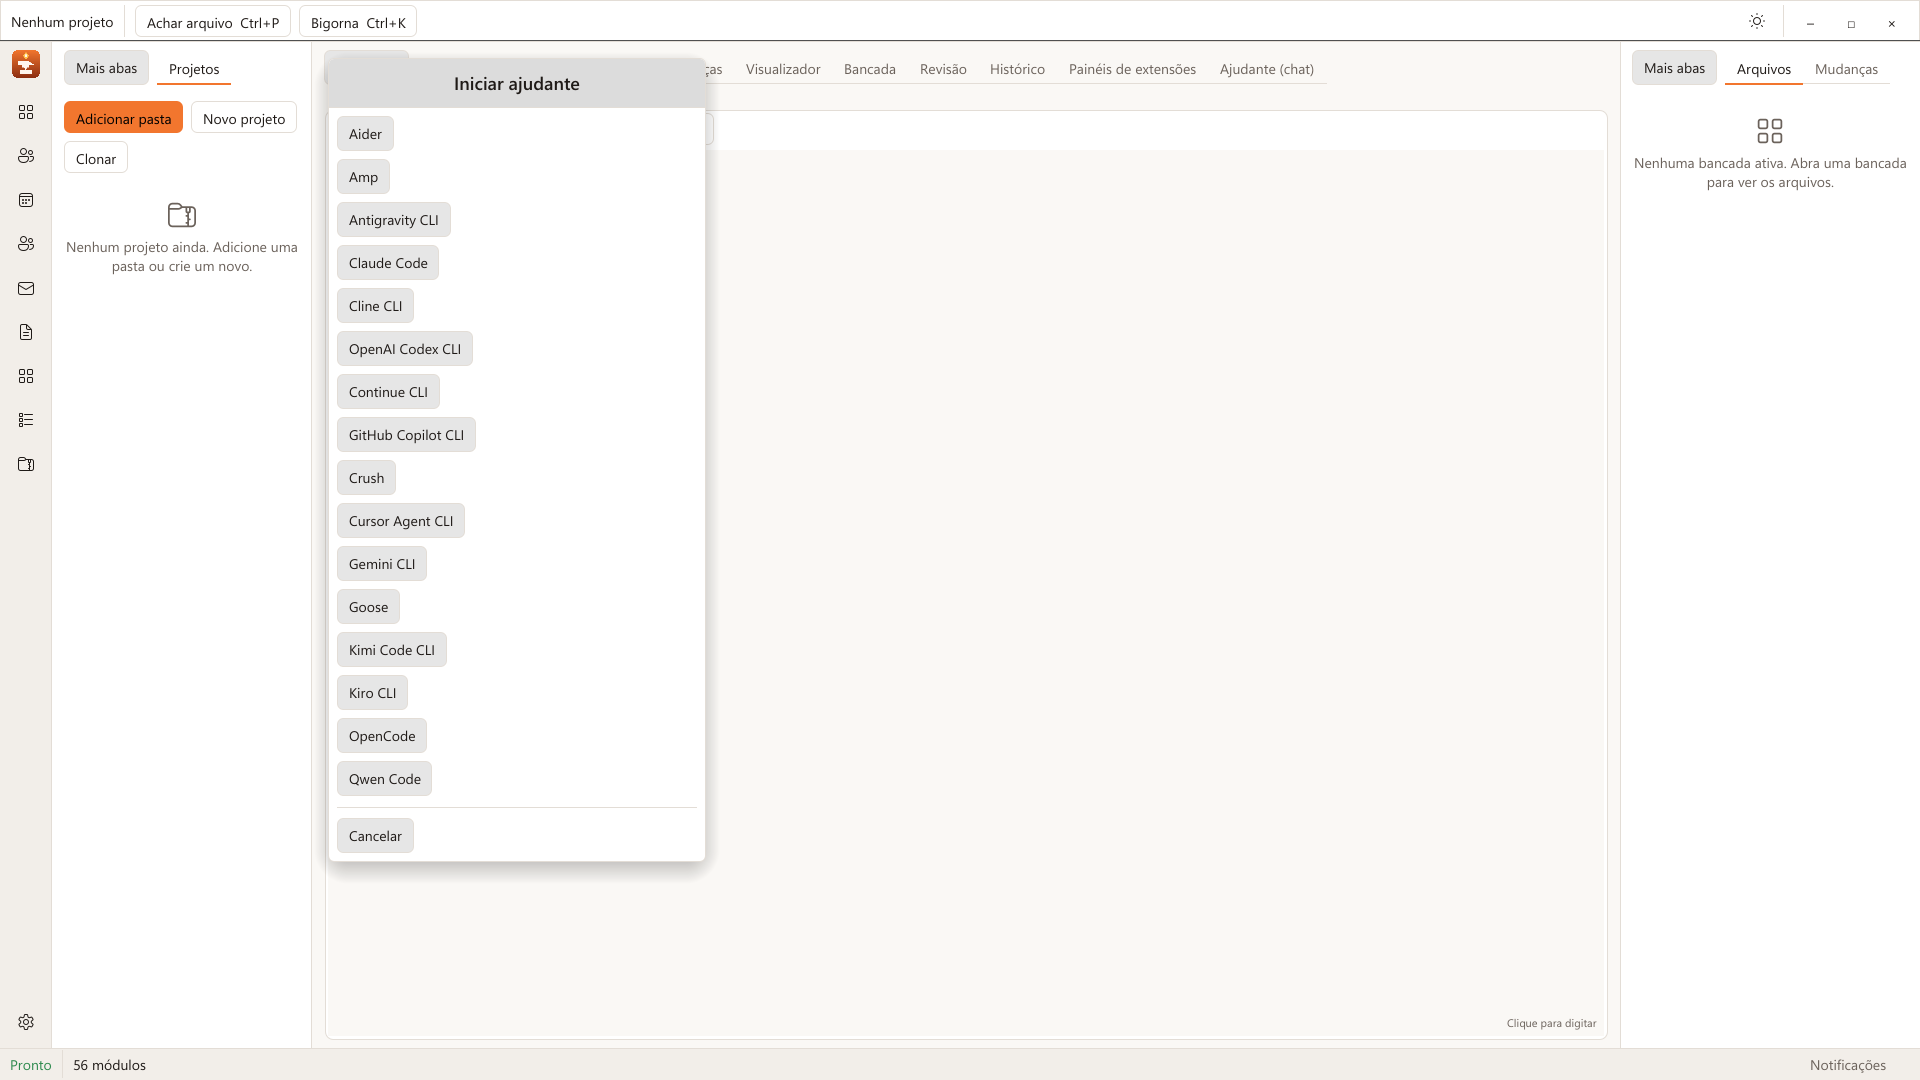 Nenhum projeto
Achar arquivo Ctrl+P
Bigorna Ctrl+K
Mais abas
Projetos
Adicionar pasta
Novo projeto
Clonar
Nenhum projeto ainda. Adicione uma
pasta ou crie um novo.
Iniciar ajudante
Aider
Amp
Antigravity CLI
Claude Code
Cline CLI
OpenAI Codex CLI
Continue CLI
GitHub Copilot CLI
Crush
Cursor Agent CLI
Gemini CLI
Goose
Kimi Code CLI
Kiro CLI
OpenCode
Qwen Code
Cancelar
Visualizador
Bancada
Revisão
Histórico
Painéis de extensões
Ajudante (chat)
Clique para digitar
Mais abas
Arquivos
Mudanças
Nenhuma bancada ativa. Abra uma bancada
para ver os arquivos.
Pronto
56 módulos
Notificações